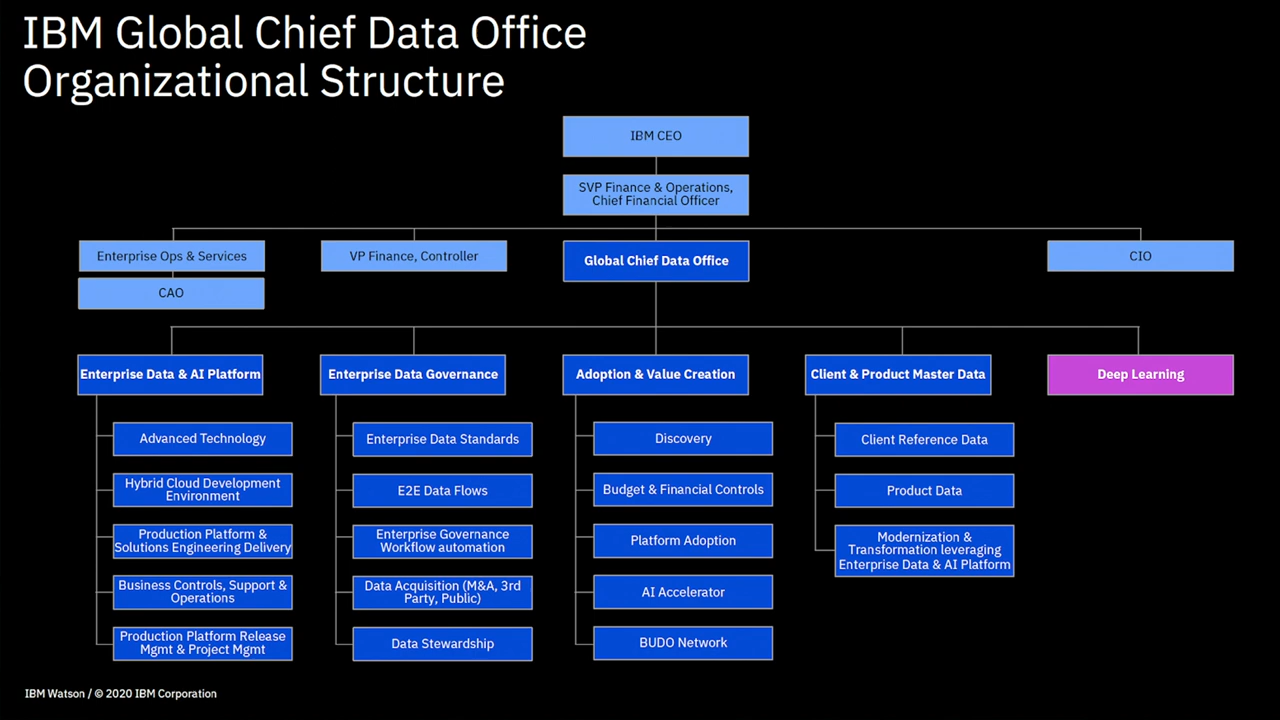 IBM Global Chief Data Office
Organizational Structure
IBM CEO
SVP Finance & Operations,
Chief Financial Officer
Enterprise Ops & Services
VP Finance, Controller
Global Chief Data Office
CIO
CAO
Enterprise Data & AI Platform
Enterprise Data Governance
Adoption & Value Creation
Client & Product Master Data
Deep Learning
Advanced Technology
Hybrid Cloud Development
Environment
Production Platform &
Solutions Engineering Delivery
Business Controls, Support &
Operations
Production Platform Release
Mgmt & Project Mgmt
Enterprise Data Standards
E2E Data Flows
Enterprise Governance
Workflow automation
Data Acquisition (M&A, 3rd
Party, Public)
Data Stewardship
Discovery
Budget & Financial Controls
Platform Adoption
AI Accelerator
BUDO Network
Client Reference Data
Product Data
Modernization &
Transformation leveraging
Enterprise Data & AI Platform
IBM Watson / © 2020 IBM Corporation